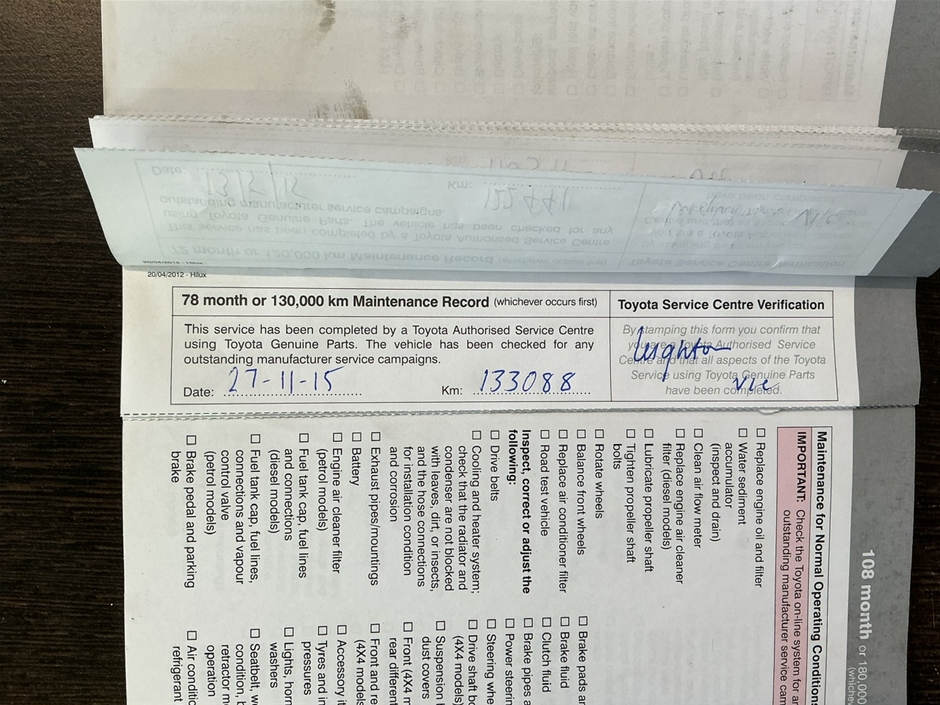 20/04/2012 - Hilux
78 month or 130,000 km Maintenance Record (whichever occurs first)
Toyota Service Centre Verification
This service has been completed by a Toyota Authorised Service Centre
using Toyota Genuine Parts. The vehicle has been checked for any
outstanding manufacturer service campaigns.
Date: 27-11-15 Km: 133088
By stamping this form you confirm that
you are a Toyota Authorised Service
Centre and that all aspects of the Toyota
Service using Toyota Genuine Parts
have been completed.
Leighton
vic
108 month or 180,000
(whiche
Maintenance for Normal Operating Conditions
IMPORTANT: Check the Toyota on-line system for an
outstanding manufacturer service cam
Replace engine oil and filter
Water sediment
accumulator
(inspect and drain)
Clean air flow meter
Replace engine air cleaner
filter (diesel models)
Lubricate propeller shaft
Tighten propeller shaft
bolts
Rotate wheels
Balance front wheels
Replace air conditioner filter
Road test vehicle
Inspect, correct or adjust the
following:
Drive belts
Cooling and heater system;
check that the radiator and
condenser are not blocked
with leaves, dirt, or insects,
and the hose connections
for installation condition
and corrosion
Exhaust pipes/mountings
Battery
Engine air cleaner filter
(petrol models)
Fuel tank cap, fuel lines
and connections
(diesel models)
Fuel tank cap, fuel lines,
connections and vapour
control valve
(petrol models)
Brake pedal and parking
brake
Brake pads an
Brake fluid
Clutch fluid
Brake pipes a
Power steerin
Steering whe
Drive shaft bo
(4X4 models)
Suspension b
dust covers
Front (4X4 m
rear different
Front and re
(4X4 models
Accessory it
Tyres and in
pressures
Lights, horn
washers
Seatbelt, w
condition, b
retractor m
operation
Air conditio
refrigerant